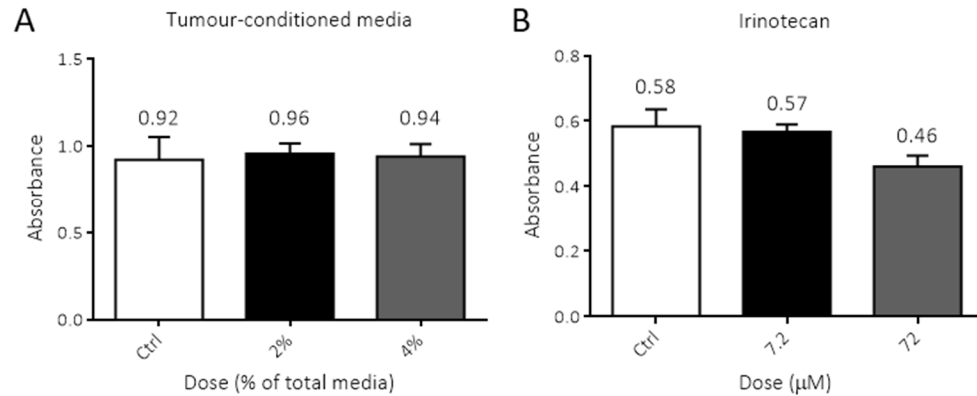 A
Tumour-conditioned media
Absorbance
1.5
1.0
0.5
0.0
0.92
0.96
0.94
Ctrl
2%
4%
Dose (% of total media)
B
Irinotecan
Absorbance
0.8
0.6
0.4
0.2
0.0
0.58
0.57
0.46
Ctrl
7.2
72
Dose (μM)